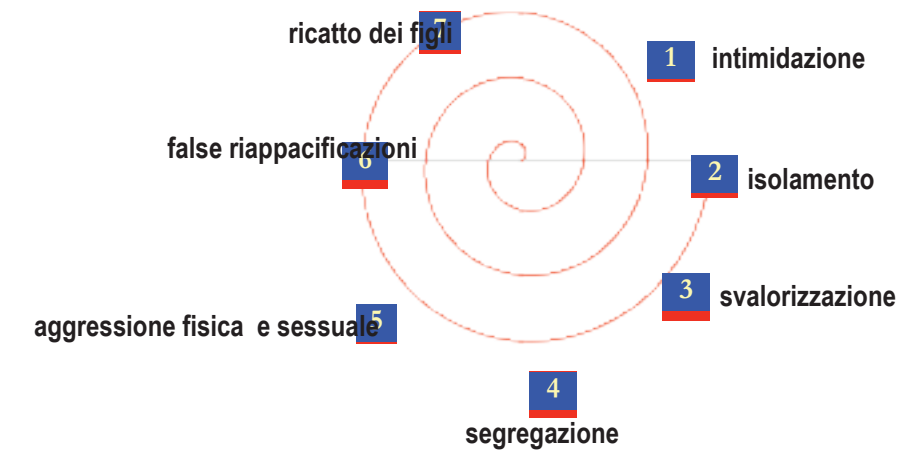 ricatto dei figli
7
1
intimidazione
false riappacificazioni
6
2
isolamento
3
svalorizzazione
aggressione fisica e sessuale
5
4
segregazione